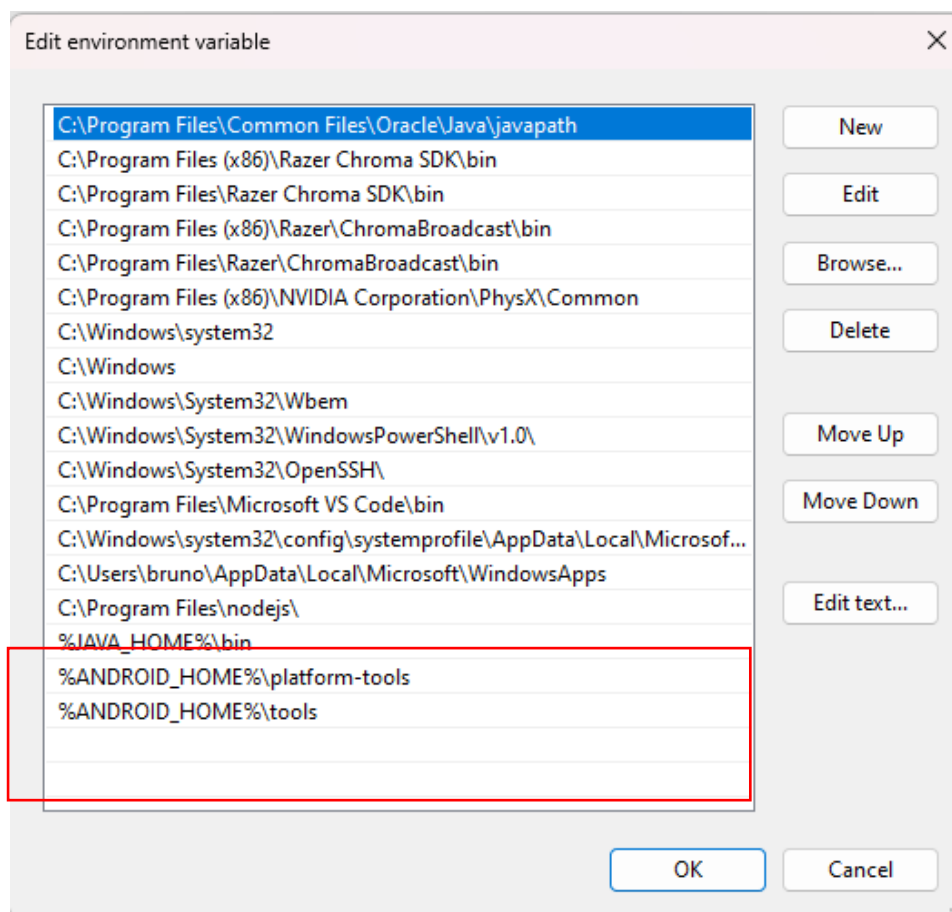 Edit environment variable
C:\Program Files\Common Files\Oracle\Java\javapath
C:\Program Files (x86)\Razer Chroma SDK\bin
C:\Program Files\Razer Chroma SDK\bin
C:\Program Files (x86)\Razer\ChromaBroadcast\bin
C:\Program Files\Razer\ChromaBroadcast\bin
C:\Program Files (x86)\NVIDIA Corporation\PhysX\Common
C:\Windows\system32
C:\Windows
C:\Windows\System32\Wbem
C:\Windows\System32\WindowsPowerShell\v1.0\
C:\Windows\System32\OpenSSH\
C:\Program Files\Microsoft VS Code\bin
C:\Windows\system32\config\systemprofile\AppData\Local\Microsof...
C:\Users\bruno\AppData\Local\Microsoft\WindowsApps
C:\Program Files\nodejs\
%JAVA_HOME%\bin
%ANDROID_HOME%\platform-tools
%ANDROID_HOME%\tools
New
Edit
Browse...
Delete
Move Up
Move Down
Edit text...
OK
Cancel